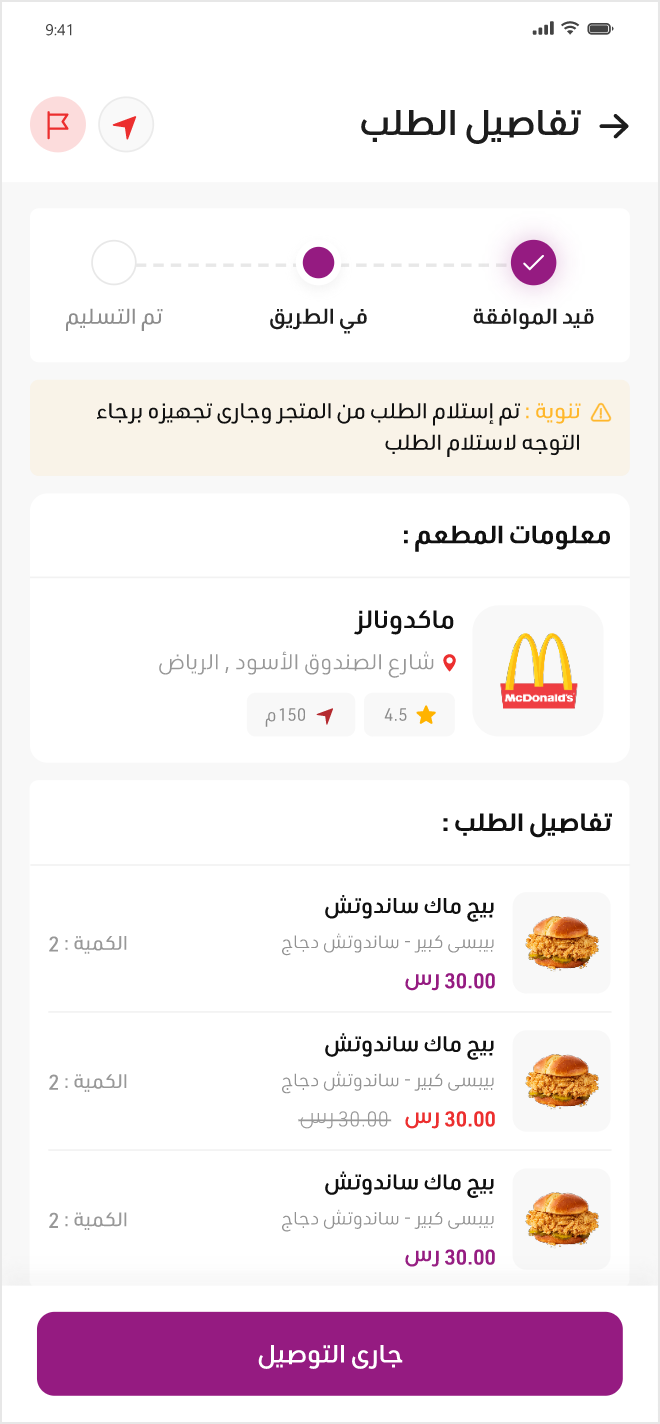 9:41
تفاصيل الطلب
قيد الموافقة
في الطريق
تم التسليم
تنوية : تم إستلام الطلب من المتجر وجارى تجهيزه برجاء
التوجه لاستلام الطلب
معلومات المطعم :
McDonald's
ماكدونالز
شارع الصندوق الأسود , الرياض
4.5
150م
تفاصيل الطلب :
بيج ماك ساندوتش
بيبسى كبير - ساندوتش دجاج
الكمية : 2
30.00 رس
بيج ماك ساندوتش
بيبسى كبير - ساندوتش دجاج
الكمية : 2
30.00 رس 30.00 رس
بيج ماك ساندوتش
بيبسى كبير - ساندوتش دجاج
الكمية : 2
30.00 رس
جارى التوصيل